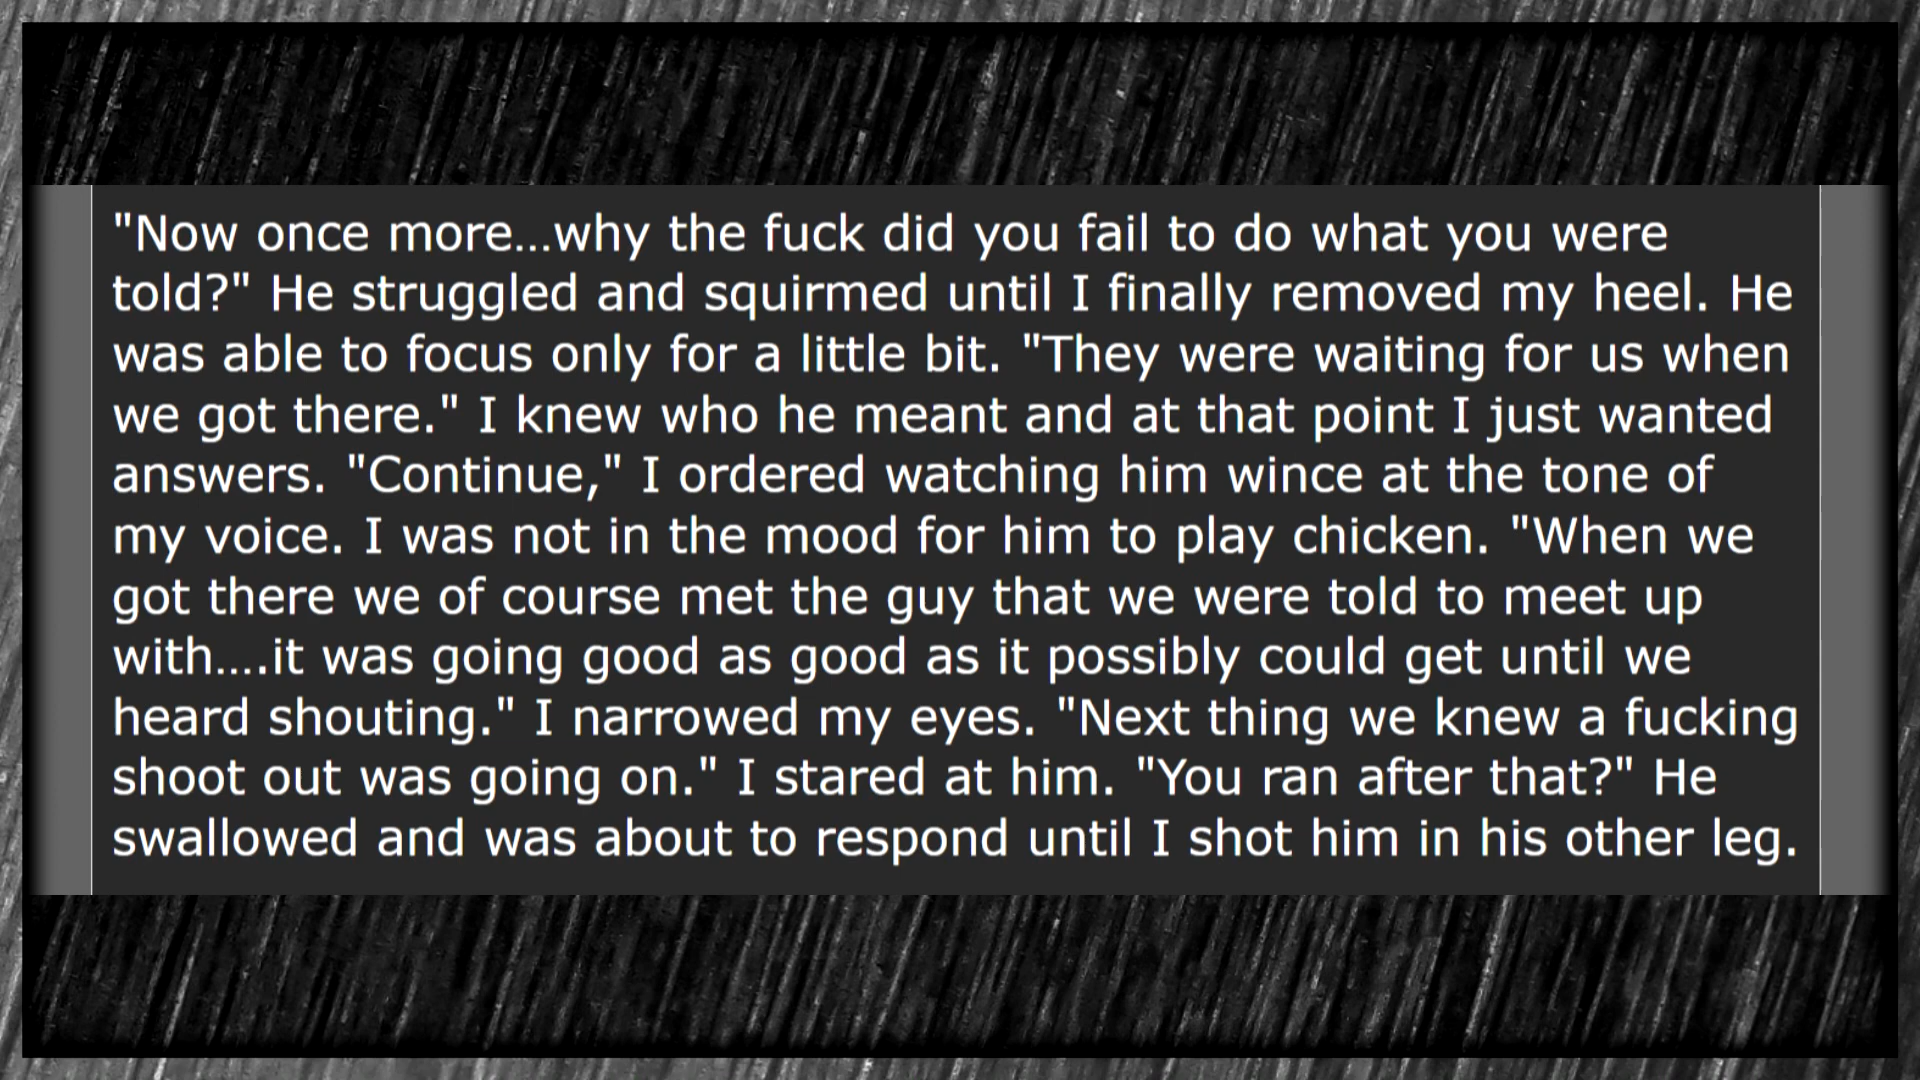 "Now once more...why the fuck did you fail to do what you were
told?" He struggled and squirmed until I finally removed my heel. He
was able to focus only for a little bit. "They were waiting for us when
we got there." I knew who he meant and at that point I just wanted
answers. "Continue," I ordered watching him wince at the tone of
my voice. I was not in the mood for him to play chicken. "When we
got there we of course met the guy that we were told to meet up
with....it was going good as good as it possibly could get until we
heard shouting." I narrowed my eyes. "Next thing we knew a fucking
shoot out was going on." I stared at him. "You ran after that?" He
swallowed and was about to respond until I shot him in his other leg.